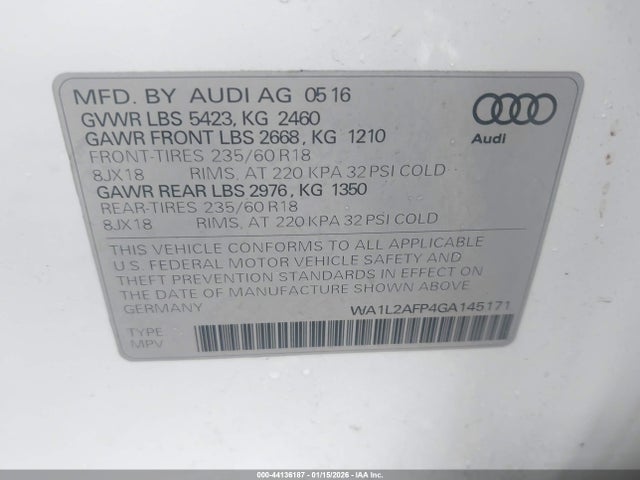 MFD. BY AUDI AG 0516
GVWR LBS 5423, KG 2460
GAWR FRONT LBS 2668, KG 1210
FRONT-TIRES 235/60 R18
8JX18 RIMS, AT 220 KPA 32 PSI COLD
GAWR REAR LBS 2976, KG 1350
REAR-TIRES 235/60 R18
8JX18 RIMS, AT 220 KPA 32 PSI COLD
Audi
THIS VEHICLE CONFORMS TO ALL APPLICABLE
U.S. FEDERAL MOTOR VEHICLE SAFETY AND
THEFT PREVENTION STANDARDS IN EFFECT ON
THE DATE OF MANUFACTURE SHOWN ABOVE
GERMANY WA1L2AFP4GA145171
TYPE
MPV
000-44136167 - 01/15/2026 - IAA Inc.